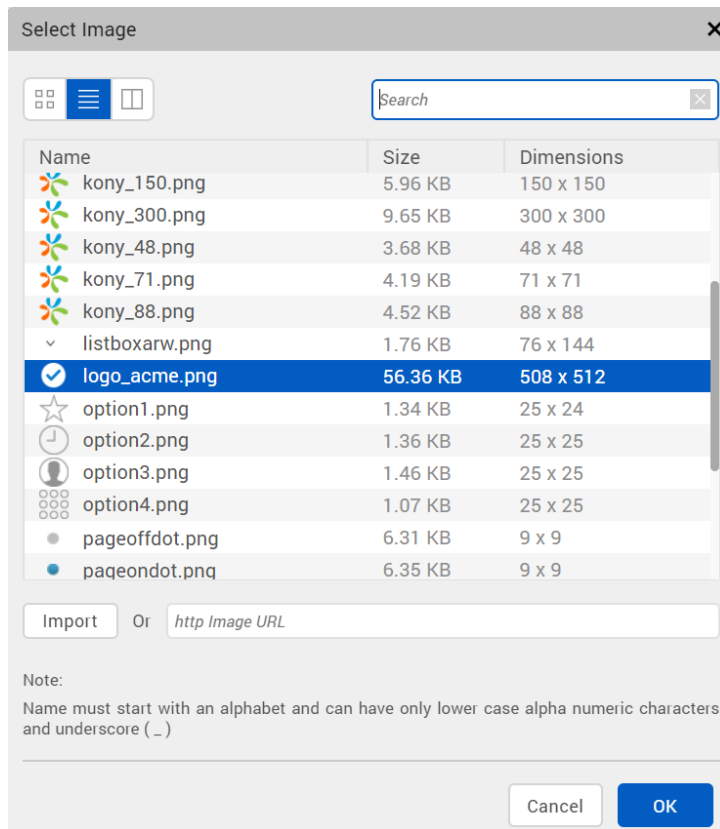 Select Image
Search
Name Size Dimensions
kony_150.png 5.96 KB 150 x 150
kony_300.png 9.65 KB 300 x 300
kony_48.png 3.68 KB 48 x 48
kony_71.png 4.19 KB 71 x 71
kony_88.png 4.52 KB 88 x 88
listboxarw.png 1.76 KB 76 x 144
logo_acme.png 56.36 KB 508 x 512
option1.png 1.34 KB 25 x 24
option2.png 1.36 KB 25 x 25
option3.png 1.46 KB 25 x 25
option4.png 1.07 KB 25 x 25
pageoffdot.png 6.31 KB 9 x 9
pageondot.png 6.35 KB 9 x 9
Import Or http Image URL
Note:
Name must start with an alphabet and can have only lower case alpha numeric characters
and underscore ( _ )
Cancel OK